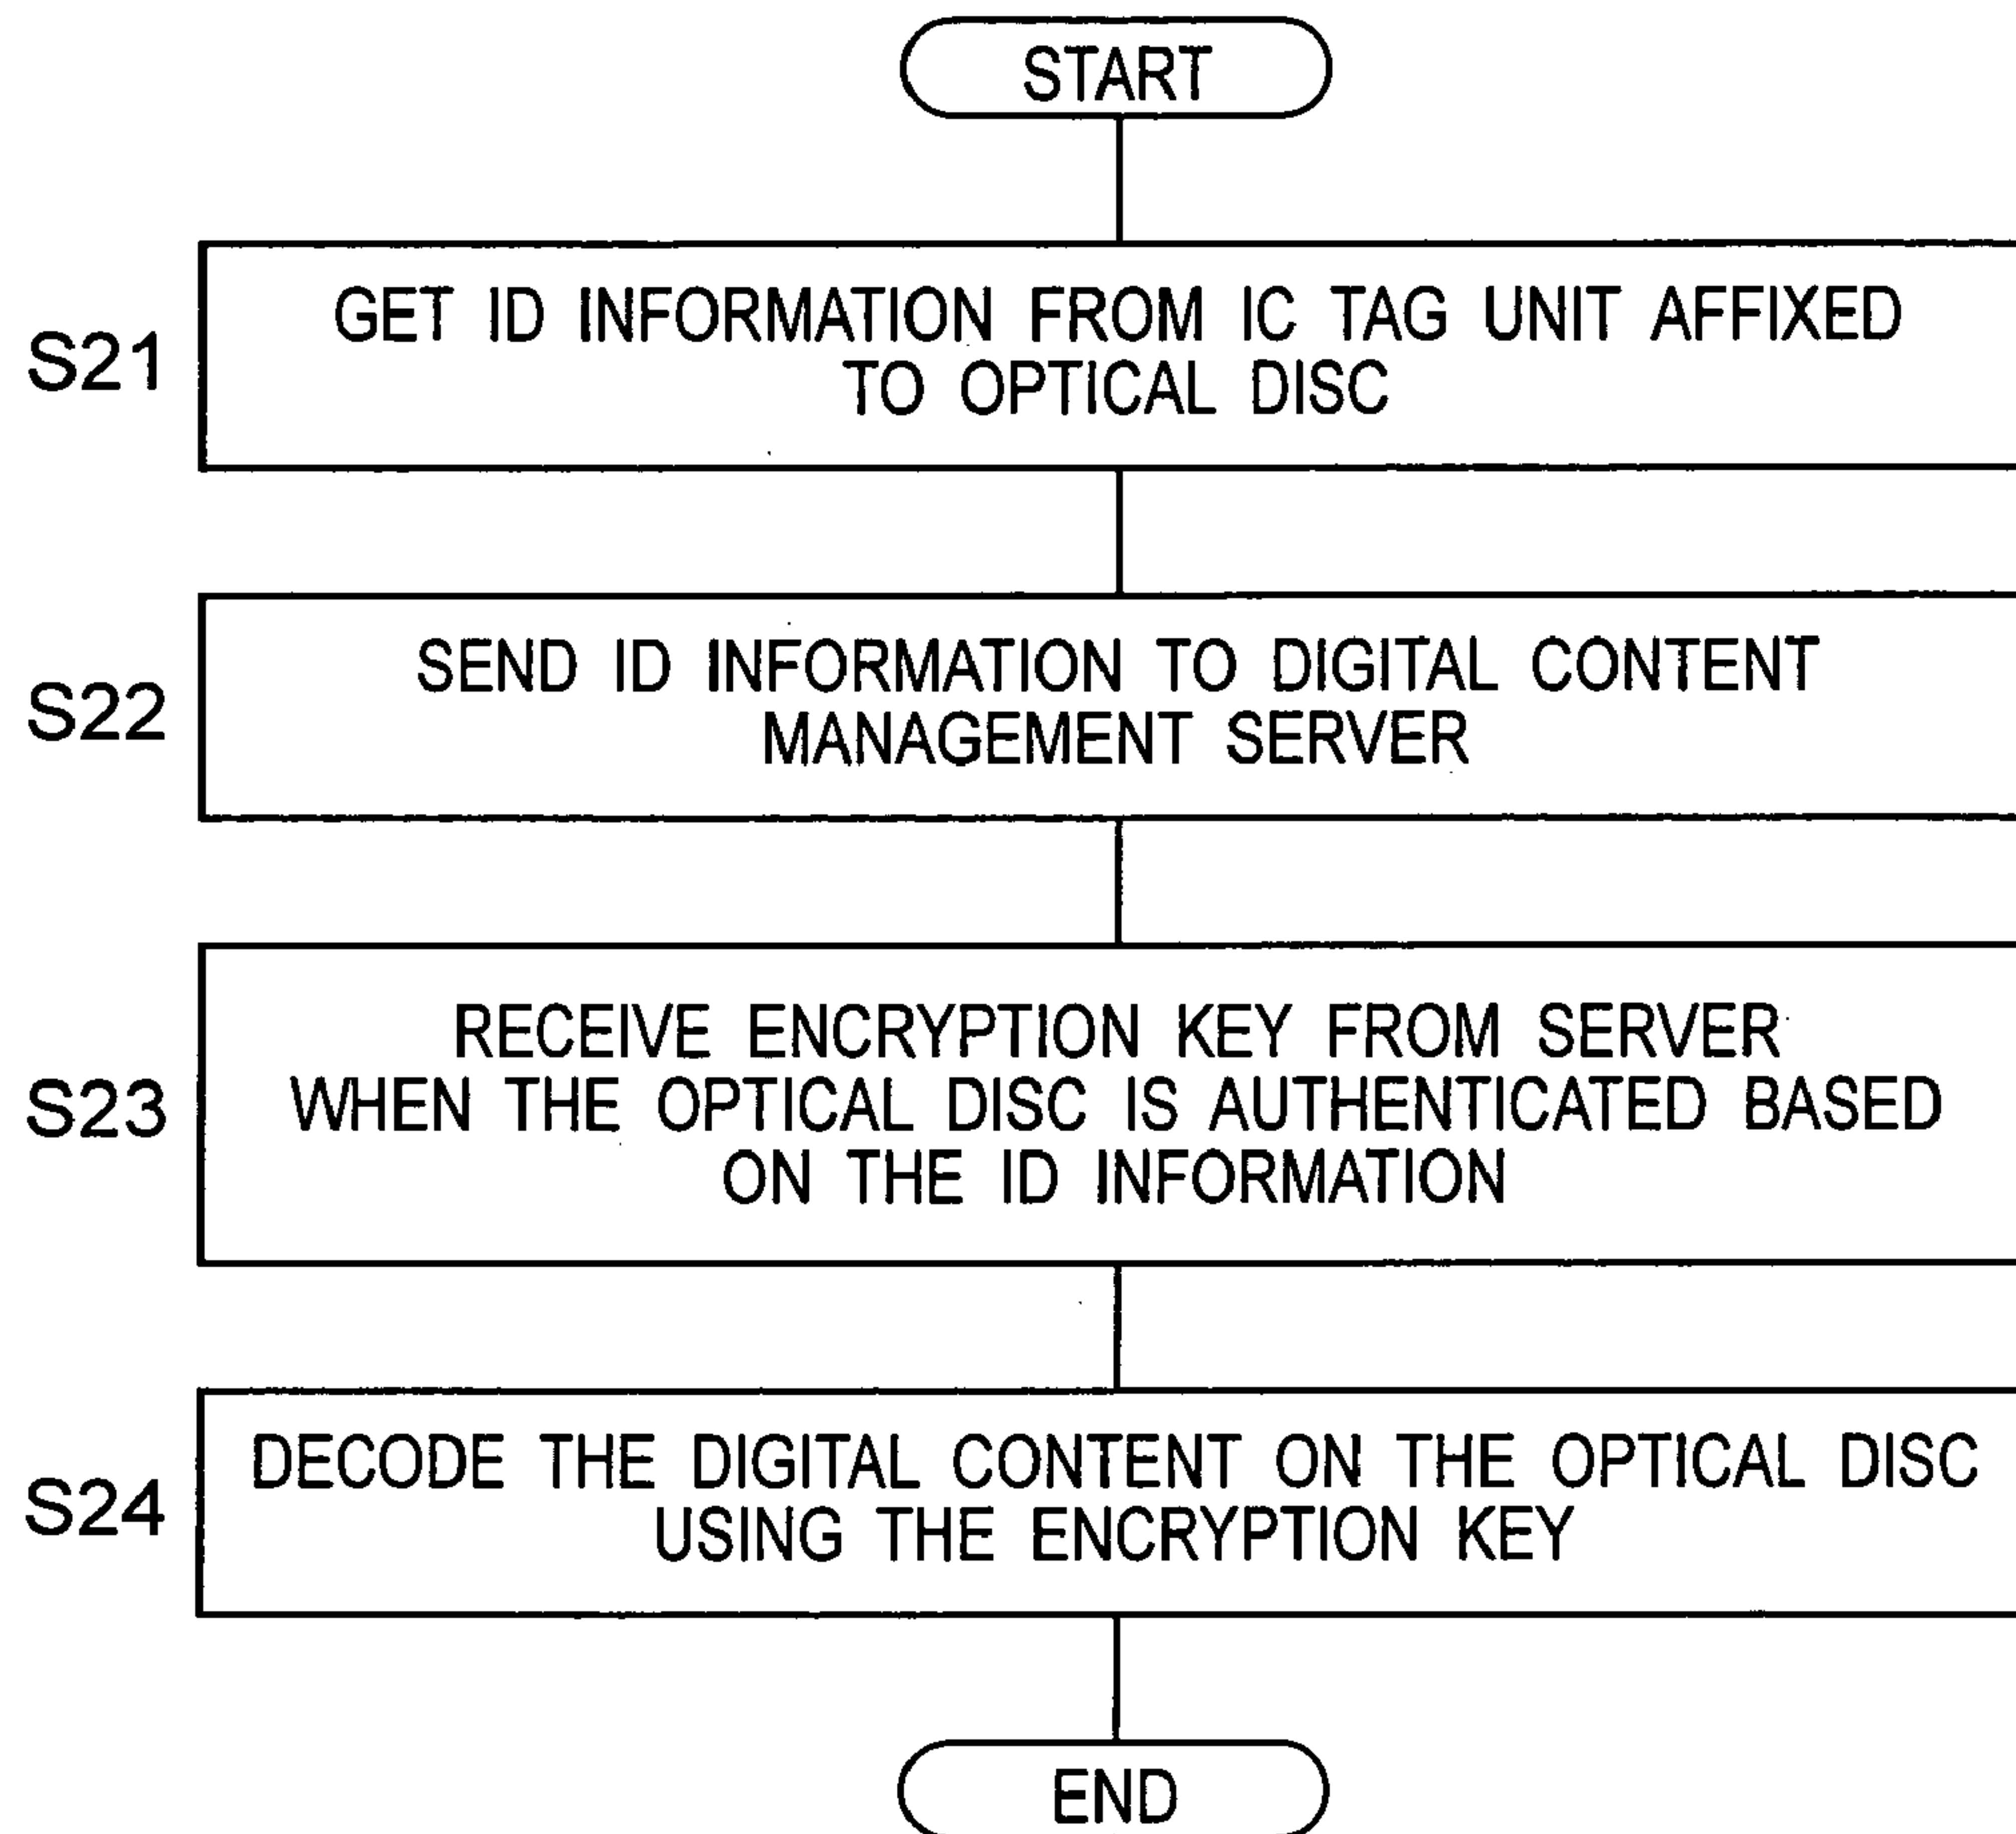 START
S21
GET ID INFORMATION FROM IC TAG UNIT AFFIXED
TO OPTICAL DISC
S22
SEND ID INFORMATION TO DIGITAL CONTENT
MANAGEMENT SERVER
S23
RECEIVE ENCRYPTION KEY FROM SERVER
WHEN THE OPTICAL DISC IS AUTHENTICATED BASED
ON THE ID INFORMATION
S24
DECODE THE DIGITAL CONTENT ON THE OPTICAL DISC
USING THE ENCRYPTION KEY
END